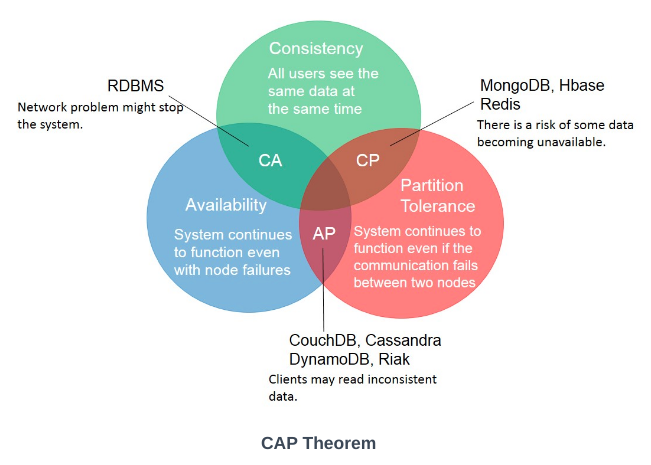 Consistency
All users see the
same data at
the same time
RDBMS
Network problem might stop
the system.
MongoDB, Hbase
Redis
There is a risk of some data
becoming unavailable.
CA
CP
Availability
System continues
to function even
with node failures
Partition
Tolerance
System continues to
function even if the
communication fails
between two nodes
AP
CouchDB, Cassandra
DynamoDB, Riak
Clients may read inconsistent
data.
CAP Theorem